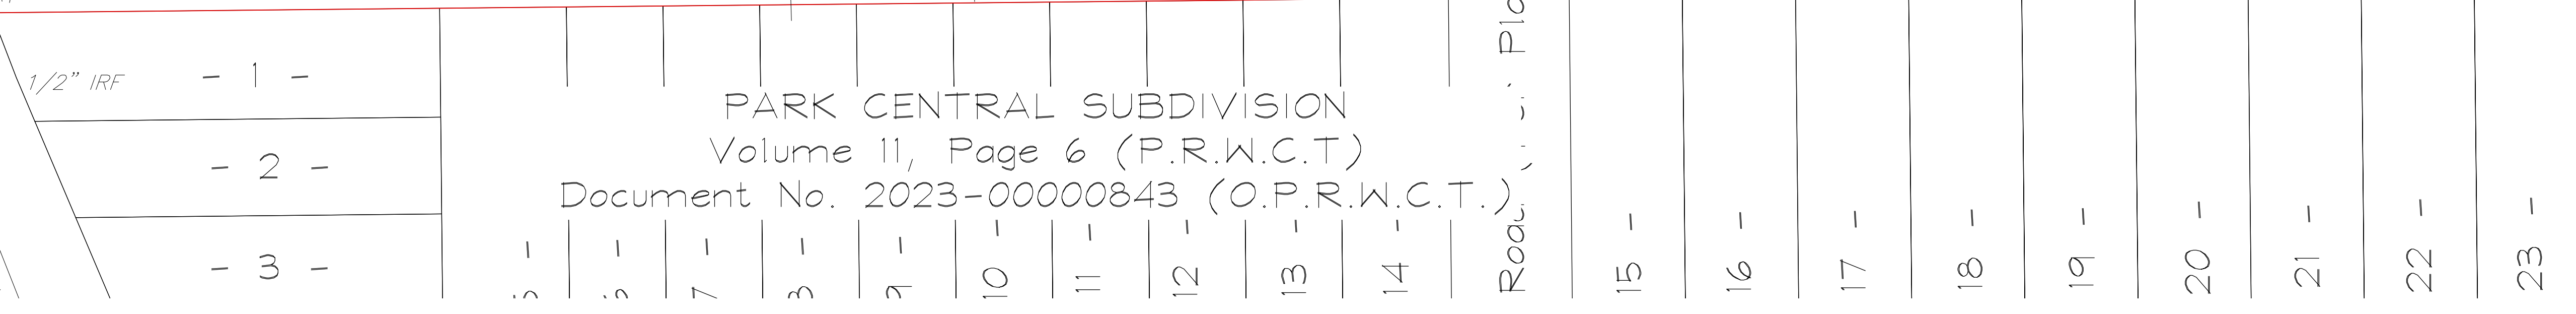 1/2" IRF
- 1 -
PARK CENTRAL SUBDIVISION
Volume 11, Page 6 (P.R.W.C.T)
- 2 -
Document No. 2023-00000843 (O.P.R.W.C.T.)
- 3 -
10 -
11 -
12 -
13 -
14 -
15 -
16 -
17 -
18 -
19 -
20 -
21 -
22 -
23 -